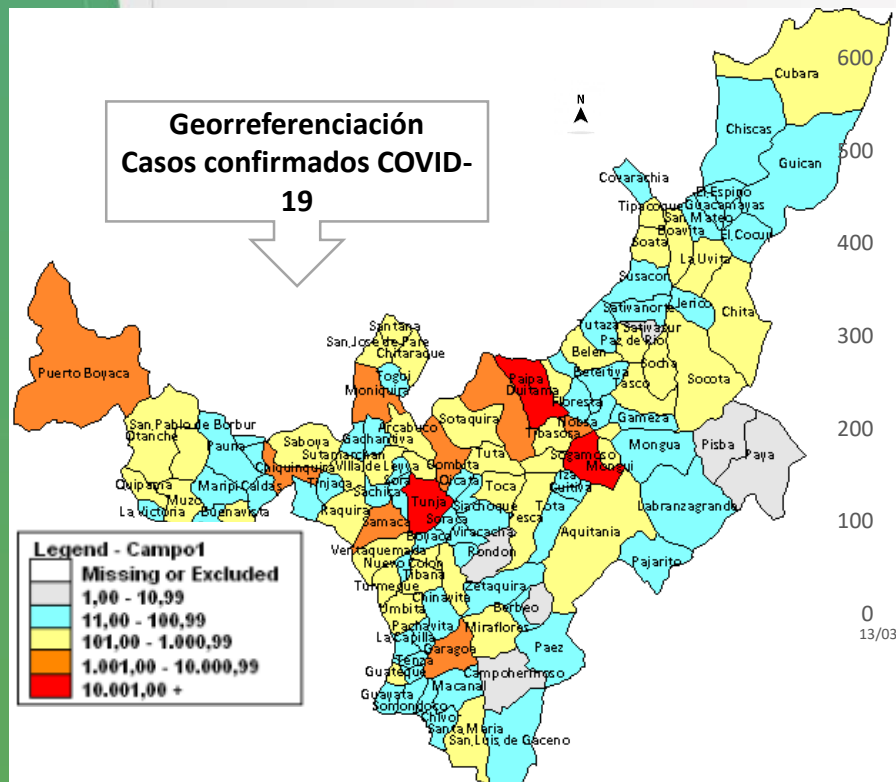 Georreferenciación
Casos confirmados COVID-
19
N
600
500
400
300
200
100
0
13/03
Cubara
Chiscas
Guican
Covarachia
El Espino
Guacamayas
Tipacoque
San Mateo
Boavita
El Cocuy
Soata
La Uvita
Susacon
Jerico
Chita
Sativanorte
Sativasur
Tutaza
Paz de Rio
Belen
Socha
Socota
Beteitiva
Tasco
Santana
San Jose de Pare
Chitaraque
Togui
Moniquira
Puerto Boyaca
Paipa
Duitama
Floresta
Gameza
Nobsa
Tibasosa
Sotaquira
Arcabuco
San Pablo de Borbur
Otanche
Pauna
Saboya
Gachantiva
Sutamarchan
Villa de Leyva
Combita
Tuta
Sogamoso
Mongui
Mongua
Pisba
Paya
Chiquinquira
Tinjaca
Sora
Oicata
Toca
Iza
Cuitiva
Quipama
Maripi
Caldas
Muzo
Sachica
Tunja
Siachoque
Tota
Labranzagrande
La Victoria
Buenavista
Raquira
Samaca
Soraca
Pesca
Boyaca
Viracacha
Aquitania
Ventaquemada
Rondon
Nuevo Colon
Tibana
Pajarito
Turmeque
Zetaquira
Chinavita
Umbita
Berbeo
Pachavita
Miraflores
La Capilla
Garagoa
Paez
Tenza
Guateque
Campohermoso
Macanal
Guayata
Somondoco
Chivor
Santa Maria
San Luis de Gaceno
Legend - Campo1
Missing or Excluded
1,00 - 10,99
11,00 - 100,99
101,00 - 1.000,99
1.001,00 - 10.000,99
10.001,00 +